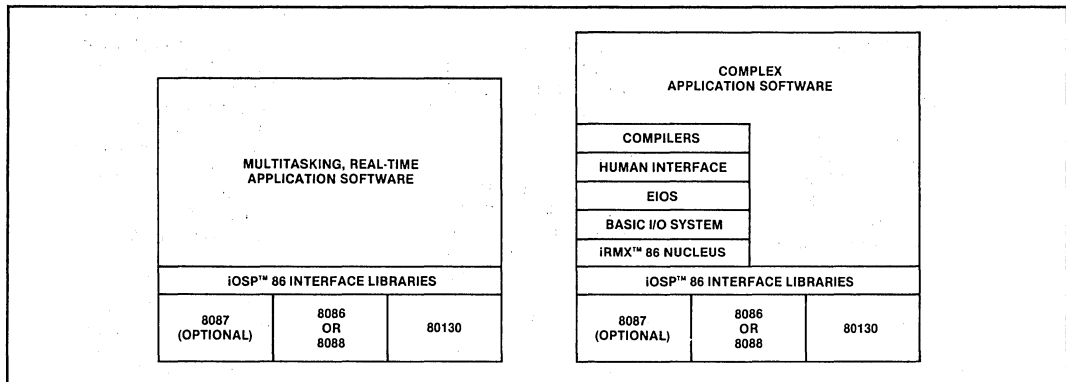 MULTITASKING, REAL-TIME
APPLICATION SOFTWARE
iOSP™ 86 INTERFACE LIBRARIES
8087
(OPTIONAL)
8086
OR
8088
80130
COMPLEX
APPLICATION SOFTWARE
COMPILERS
HUMAN INTERFACE
EIOS
BASIC I/O SYSTEM
iRMX™ 86 NUCLEUS
iOSP™ 86 INTERFACE LIBRARIES
8087
(OPTIONAL)
8086
OR
8088
80130